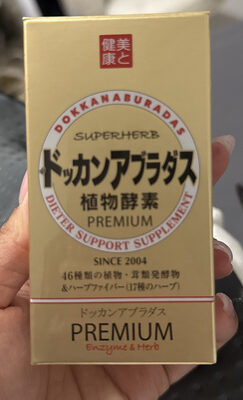 美と
健康
DOKKANABURADAS
SUPERHERB
ドッカンアブラダス
植物酵素
PREMIUM
DIETER SUPPORT SUPPLEMENT
SINCE 2004
46種類の植物・茸類発酵物
&ハーブファイバー(17種のハーブ)
ドッカンアブラダス
PREMIUM
Enzyme & Herb